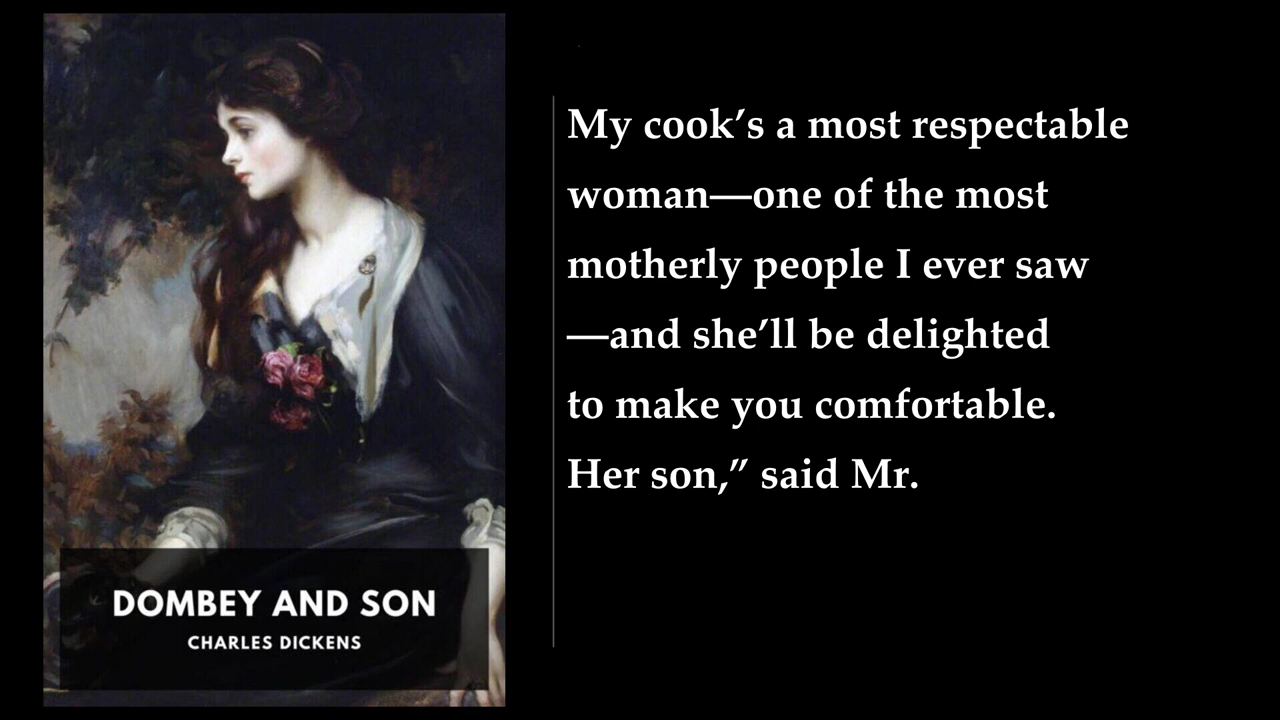 My cook’s a most respectable
woman—one of the most
motherly people I ever saw
—and she’ll be delighted
to make you comfortable.
Her son,” said Mr.
DOMBEY AND SON
CHARLES DICKENS